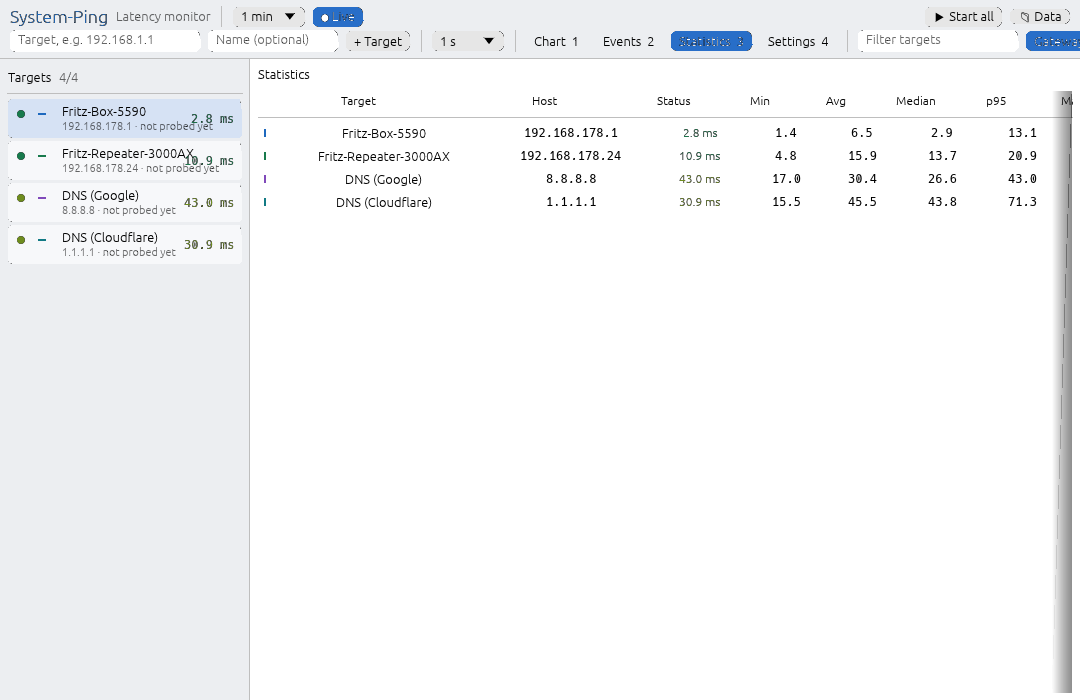 System-Ping Latency monitor 1 min Live Start all Data
Target, e.g. 192.168.1.1 Name (optional) + Target 1 s Chart 1 Events 2 Statistics 3 Settings 4 Filter targets
Targets 4/4
Fritz-Box-5590
192.168.178.1 · not probed yet
2.8 ms
Fritz-Repeater-3000AX
192.168.178.24 · not probed yet
10.9 ms
DNS (Google)
8.8.8.8 · not probed yet
43.0 ms
DNS (Cloudflare)
1.1.1.1 · not probed yet
30.9 ms
Statistics
Target Host Status Min Avg Median p95
Fritz-Box-5590 192.168.178.1 2.8 ms 1.4 6.5 2.9 13.1
Fritz-Repeater-3000AX 192.168.178.24 10.9 ms 4.8 15.9 13.7 20.9
DNS (Google) 8.8.8.8 43.0 ms 17.0 30.4 26.6 43.0
DNS (Cloudflare) 1.1.1.1 30.9 ms 15.5 45.5 43.8 71.3